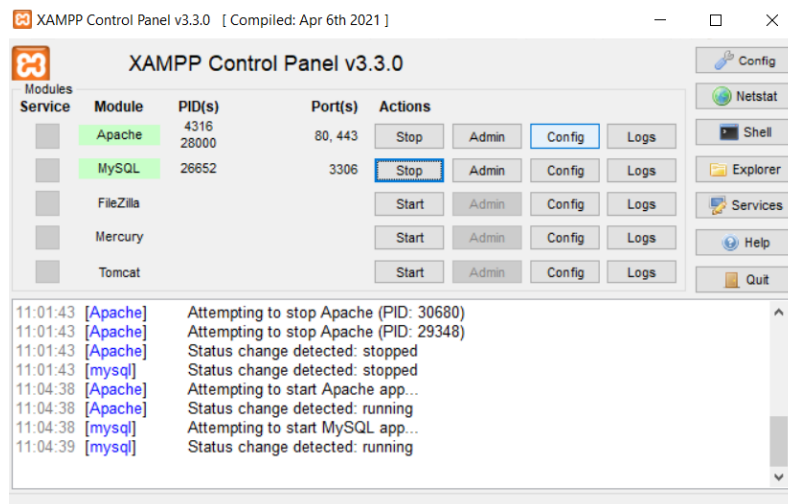 XAMPP Control Panel v3.3.0 [ Compiled: Apr 6th 2021 ]
XAMPP Control Panel v3.3.0
Config
Modules
Service Module PID(s) Port(s) Actions
Netstat
Apache 4316 28000 80, 443 Stop Admin Config Logs
Shell
MySQL 26652 3306 Stop Admin Config Logs
Explorer
FileZilla Start Admin Config Logs
Services
Mercury Start Admin Config Logs
Help
Tomcat Start Admin Config Logs
Quit
11:01:43 [Apache] Attempting to stop Apache (PID: 30680)
11:01:43 [Apache] Attempting to stop Apache (PID: 29348)
11:01:43 [Apache] Status change detected: stopped
11:01:43 [mysql] Status change detected: stopped
11:04:38 [Apache] Attempting to start Apache app...
11:04:38 [Apache] Status change detected: running
11:04:38 [mysql] Attempting to start MySQL app...
11:04:39 [mysql] Status change detected: running